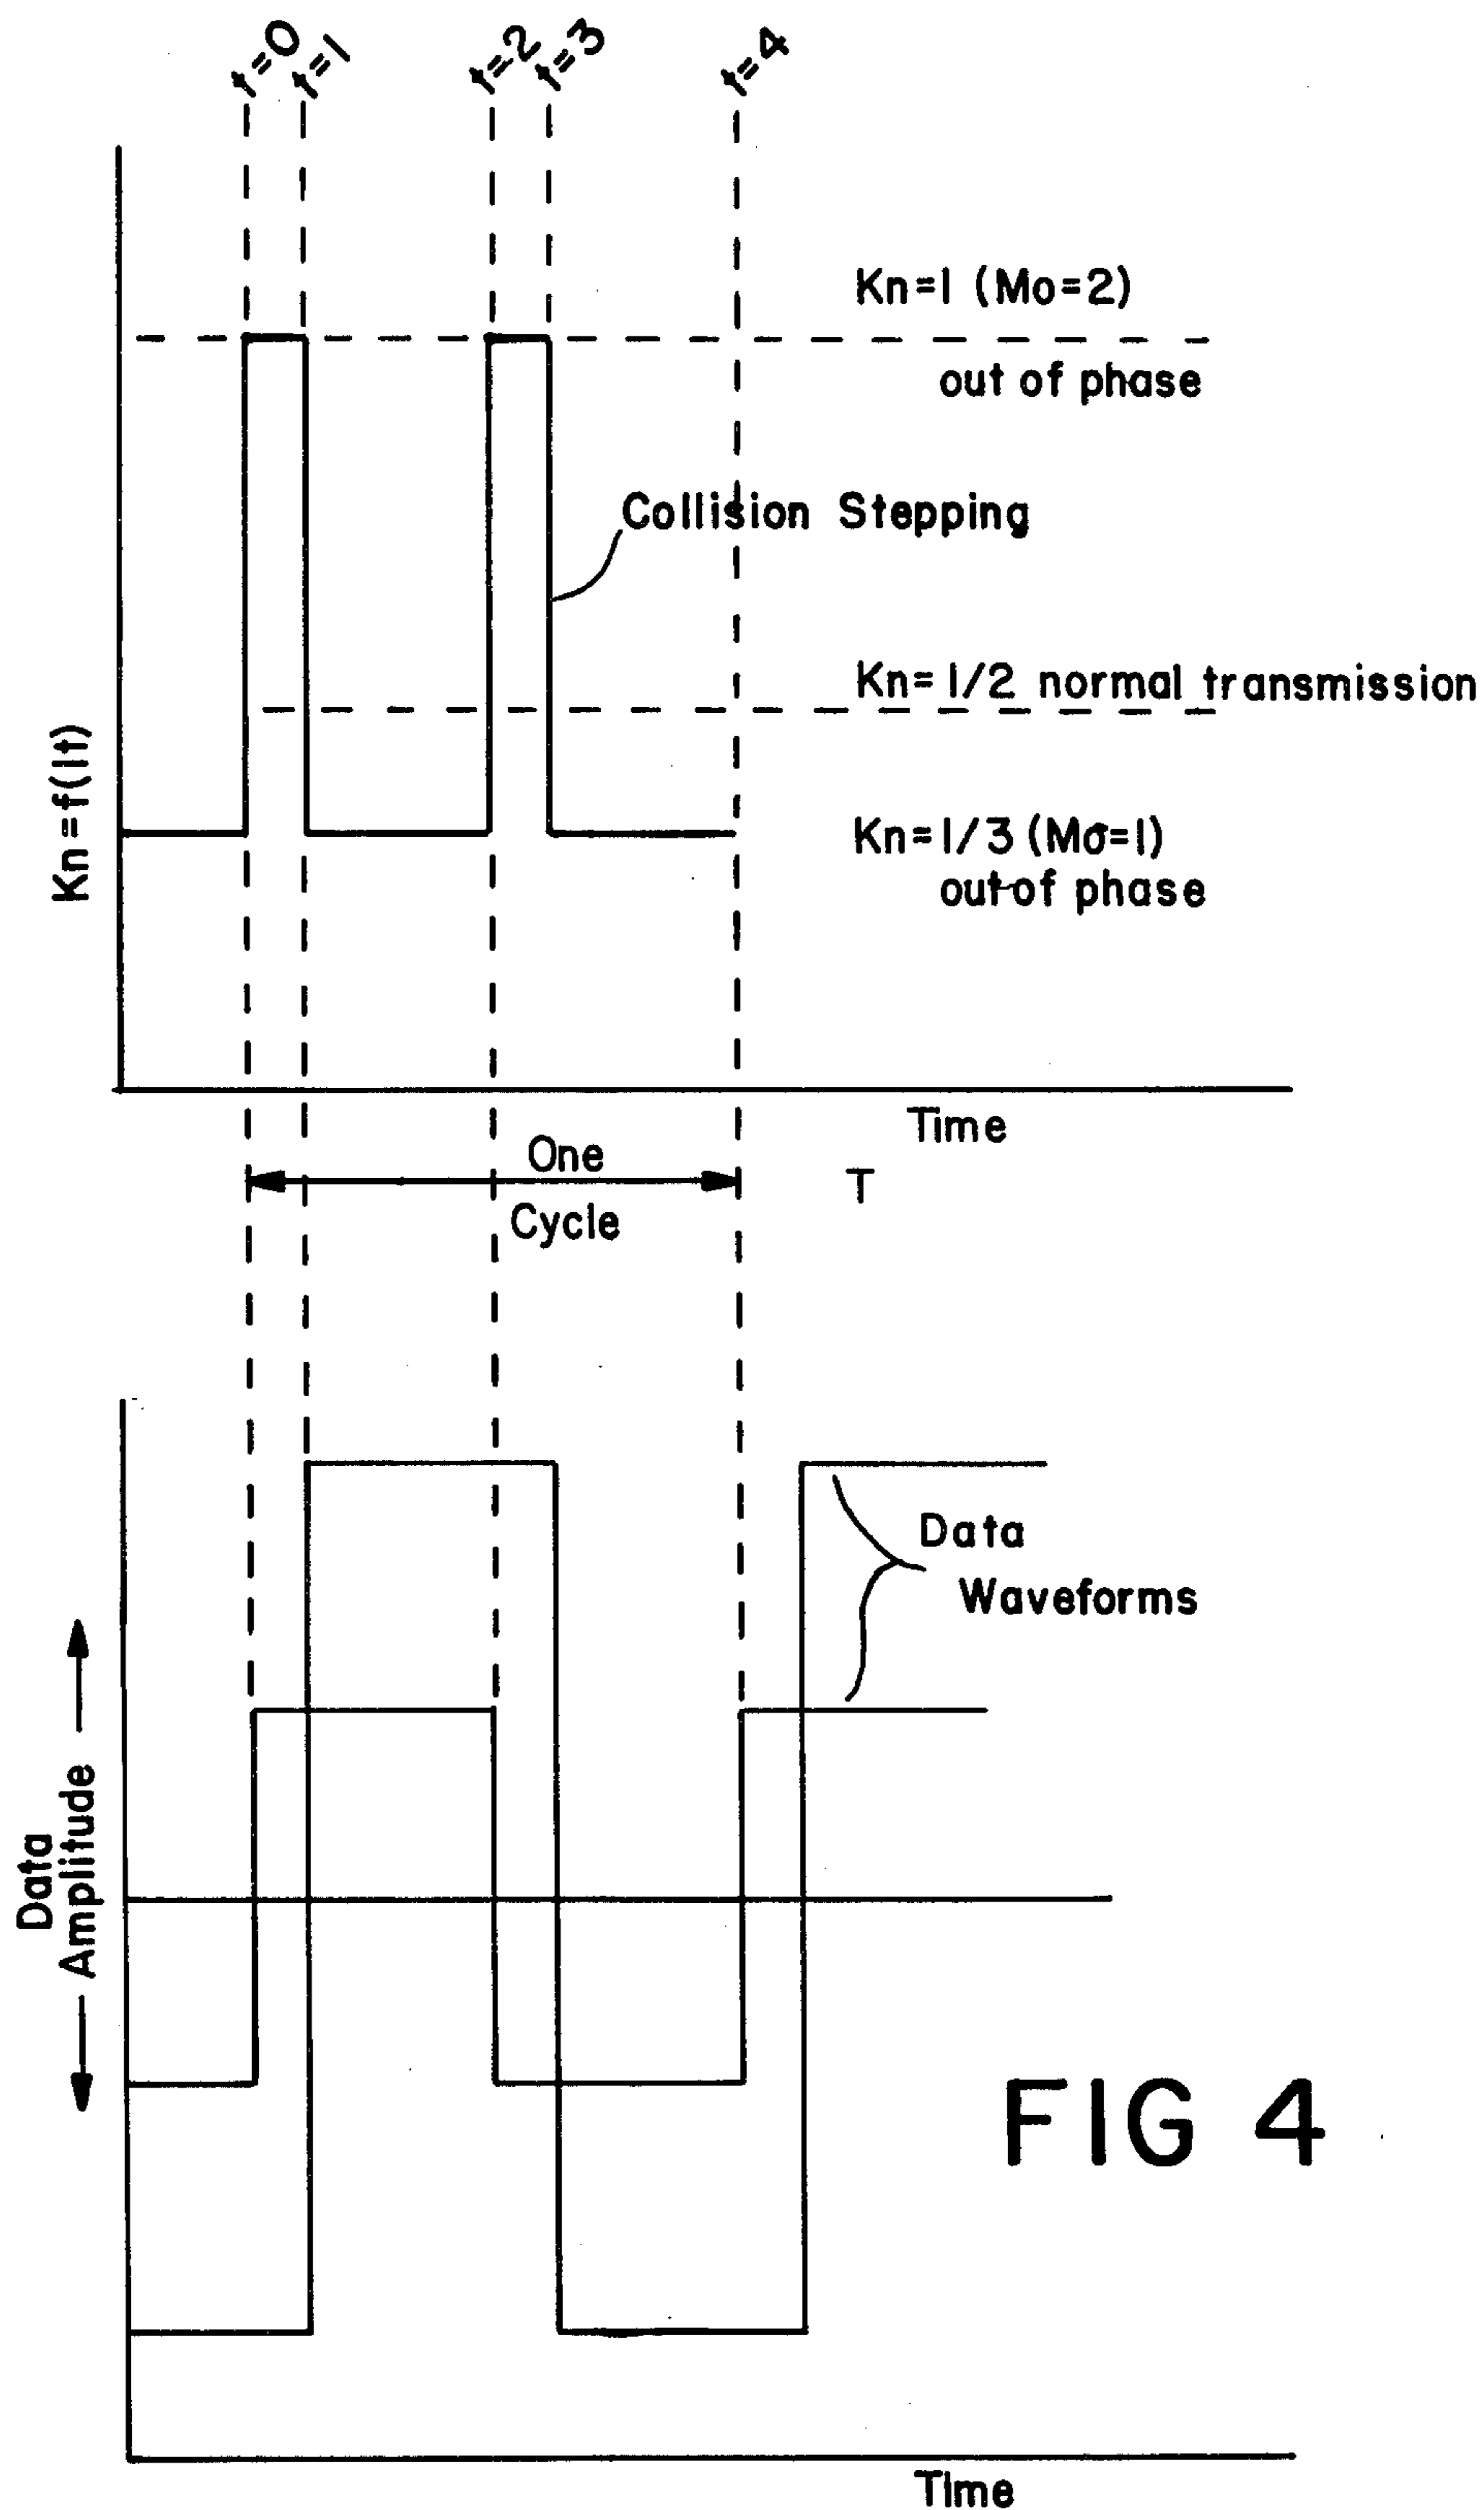 t=0
t=1
t=2
t=3
t=4
Kn=1 (Mo=2)
out of phase
Collision Stepping
Kn=1/2 normal transmission
Kn=f(It)
Kn=1/3 (Mσ=1)
out of phase
Time
One
Cycle
T
Data
Waveforms
Data
Amplitude
FIG 4
Time